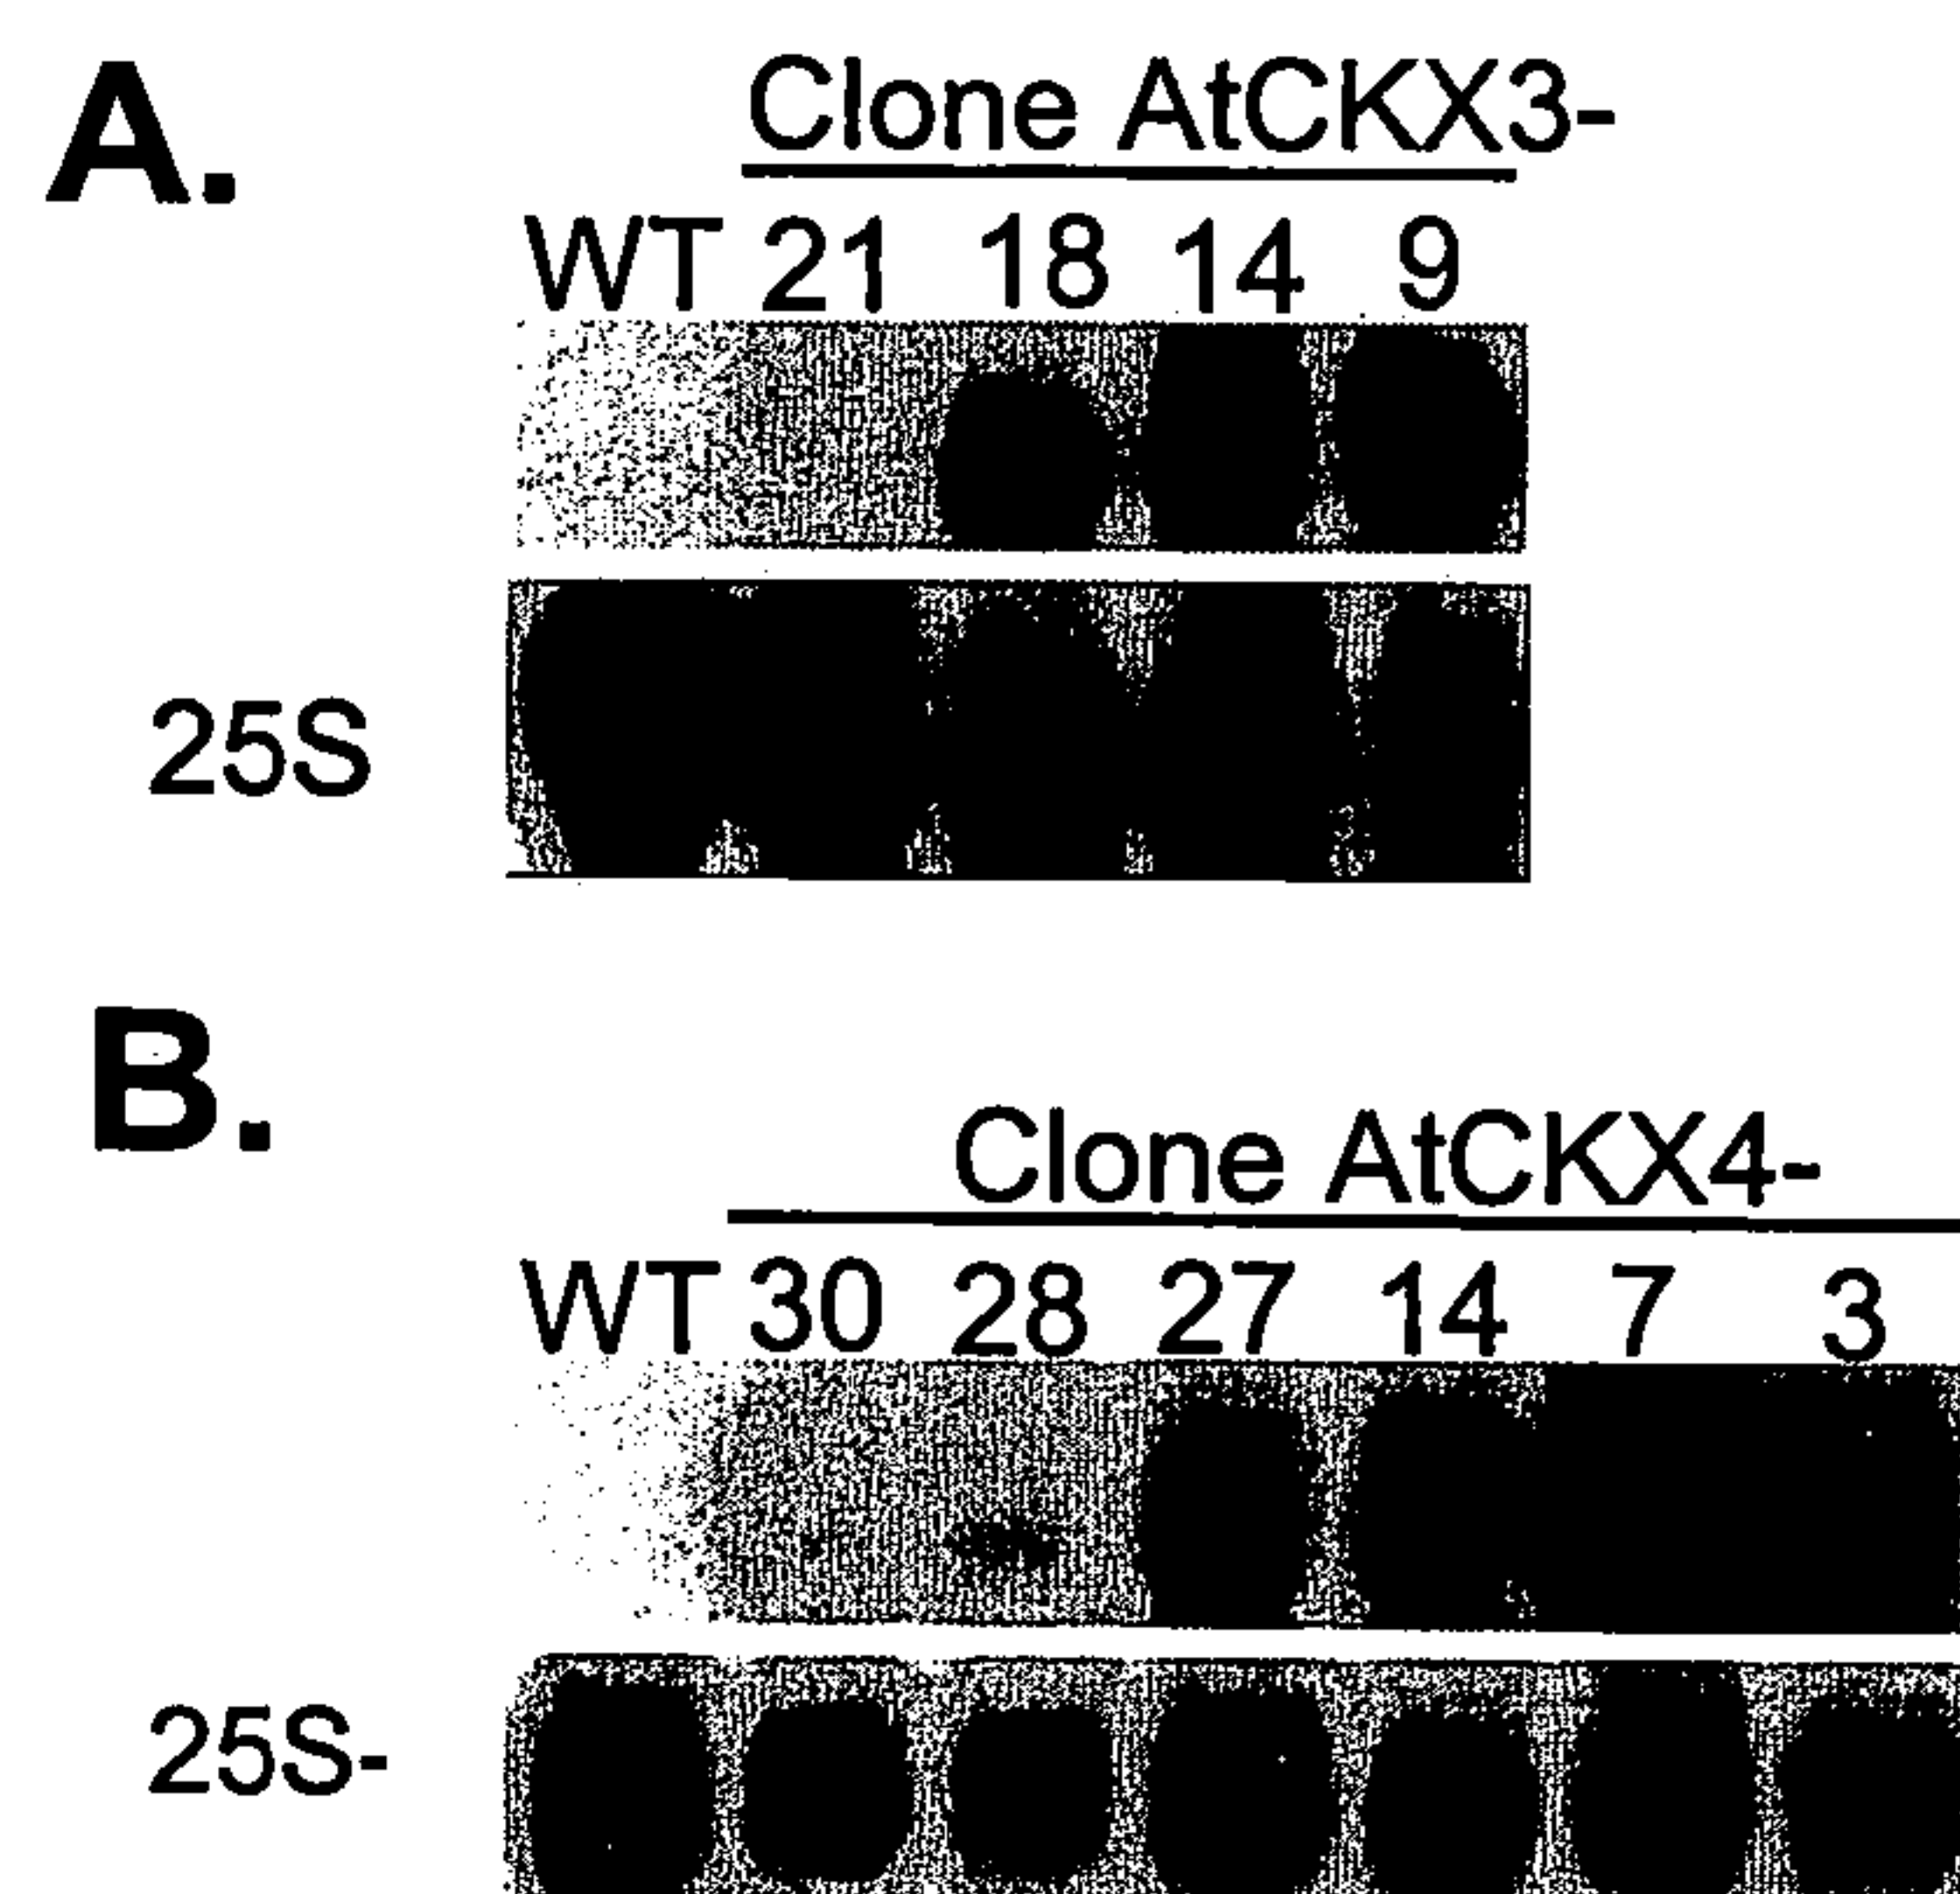 A.
Clone AtCKX3-
WT 21 18 14 9
25S
B.
Clone AtCKX4-
WT 30 28 27 14 7 3
25S-